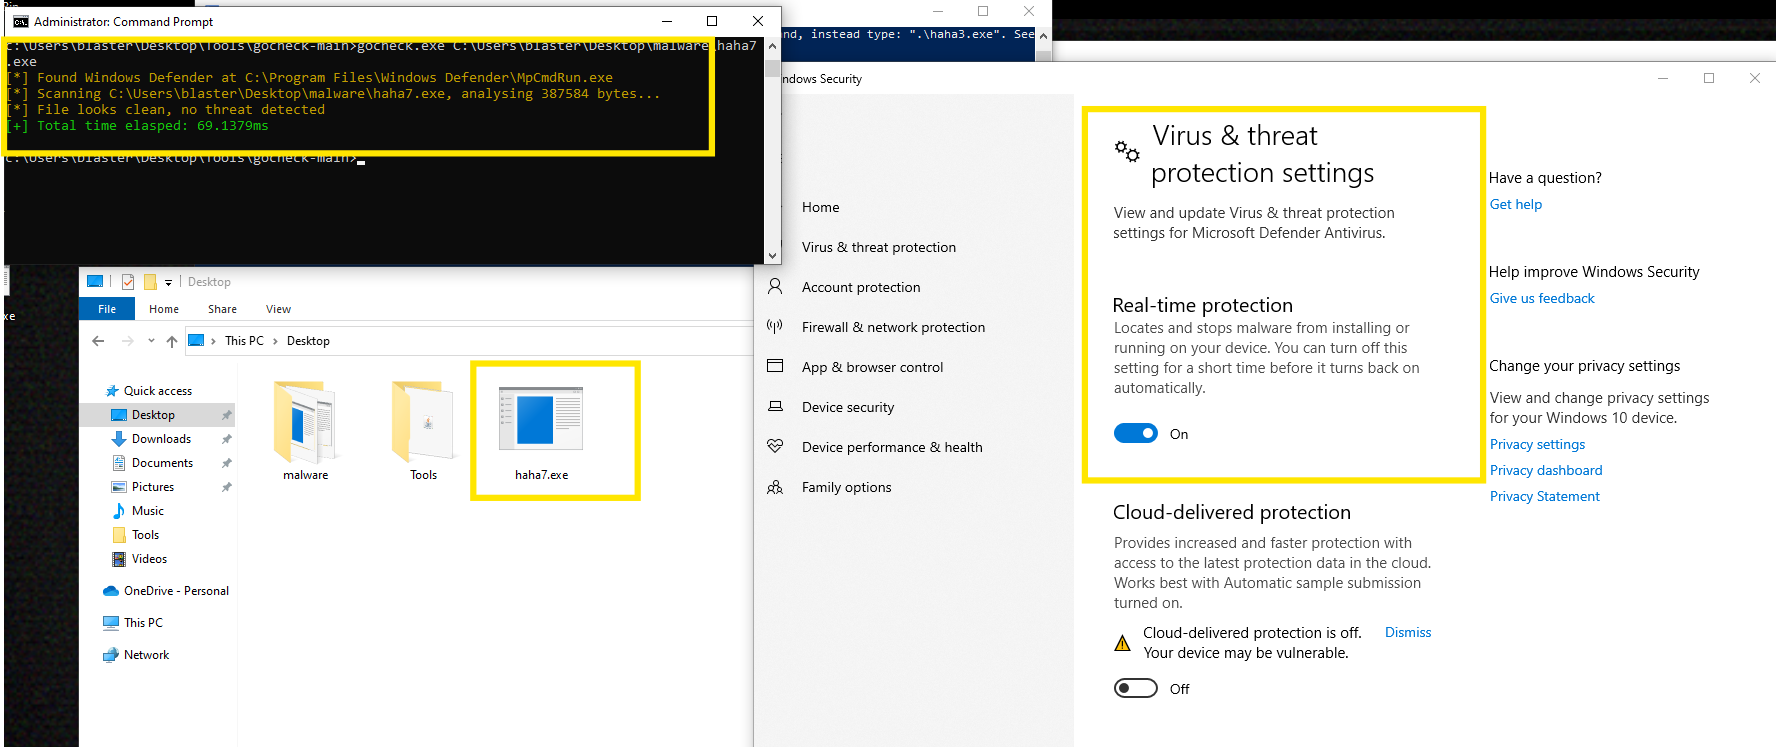 Administrator: Command Prompt
C:\Users\blaster\Desktop\Tools\gocheck-main>gocheck.exe C:\Users\blaster\Desktop\malware\haha7
.exe
[*] Found Windows Defender at C:\Program Files\Windows Defender\MpCmdRun.exe
[*] Scanning C:\Users\blaster\Desktop\malware\haha7.exe, analysing 387584 bytes...
[*] File looks clean, no threat detected
[+] Total time elasped: 69.1379ms
C:\Users\blaster\Desktop\Tools\gocheck-main>
instead type: ".\haha3.exe". See
Desktop
File
Home
Share
View
This PC
Desktop
Quick access
Desktop
Downloads
Documents
Pictures
Music
Tools
Videos
OneDrive - Personal
This PC
Network
malware
Tools
haha7.exe
Security
Home
Virus & threat protection
Account protection
Firewall & network protection
App & browser control
Device security
Device performance & health
Family options
Virus & threat
protection settings
View and update Virus & threat protection
settings for Microsoft Defender Antivirus.
Real-time protection
Locates and stops malware from installing or
running on your device. You can turn off this
setting for a short time before it turns back on
automatically.
On
Cloud-delivered protection
Provides increased and faster protection with
access to the latest protection data in the cloud.
Works best with Automatic sample submission
turned on.
Cloud-delivered protection is off.
Your device may be vulnerable.
Dismiss
Off
Have a question?
Get help
Help improve Windows Security
Give us feedback
Change your privacy settings
View and change privacy settings
for your Windows 10 device.
Privacy settings
Privacy dashboard
Privacy Statement